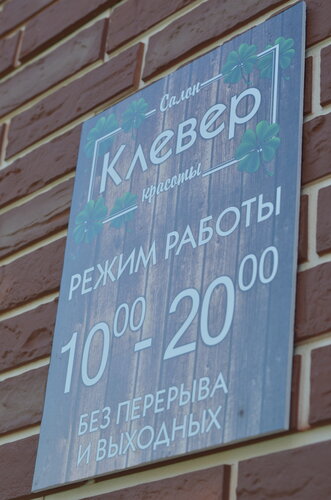 Салон
Клевер
красоты
РЕЖИМ РАБОТЫ
10⁰⁰ - 20⁰⁰
БЕЗ ПЕРЕРЫВА
И ВЫХОДНЫХ